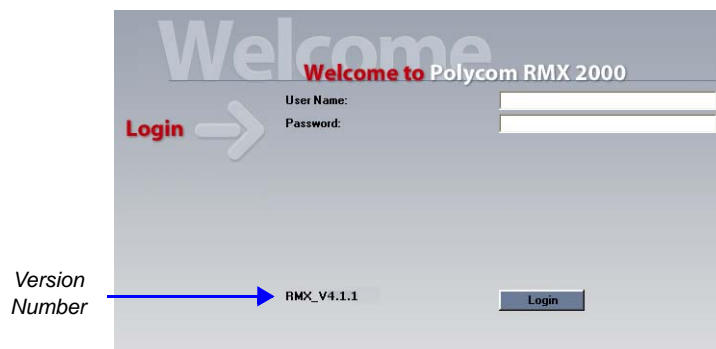 Welcome
Welcome to Polycom RMX 2000
User Name:
Login
Password:
Version
Number
RMX_V4.1.1
Login